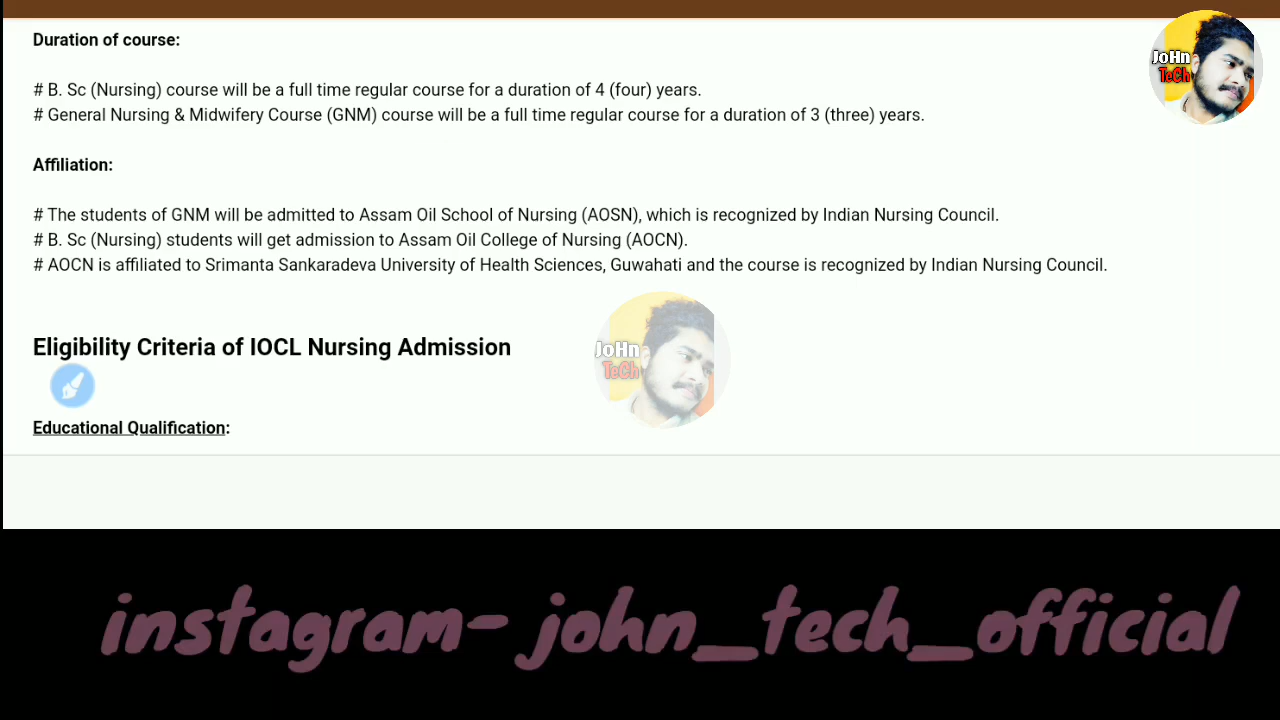 Duration of course:
# B. Sc (Nursing) course will be a full time regular course for a duration of 4 (four) years.
# General Nursing & Midwifery Course (GNM) course will be a full time regular course for a duration of 3 (three) years.
Affiliation:
# The students of GNM will be admitted to Assam Oil School of Nursing (AOSN), which is recognized by Indian Nursing Council.
# B. Sc (Nursing) students will get admission to Assam Oil College of Nursing (AOCN).
# AOCN is affiliated to Srimanta Sankaradeva University of Health Sciences, Guwahati and the course is recognized by Indian Nursing Council.
Eligibility Criteria of IOCL Nursing Admission
Educational Qualification:
JoHn
TeCh
JoHn
TeCh
instagram- john_tech_official